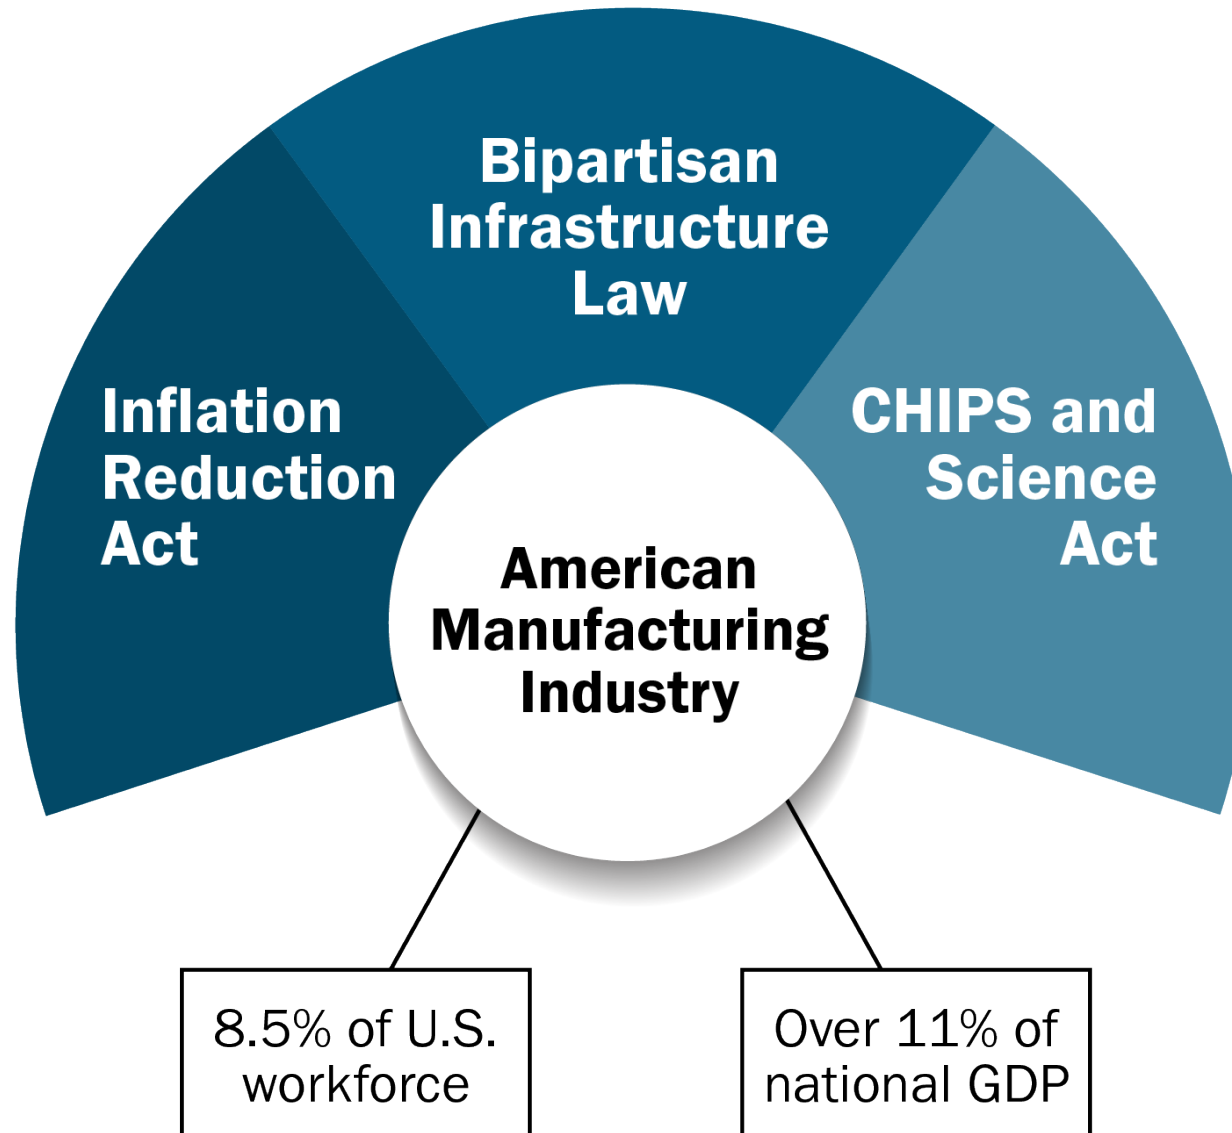 Bipartisan
Infrastructure
Law
Inflation
Reduction
Act
CHIPS and
Science
Act
American
Manufacturing
Industry
8.5% of U.S.
workforce
Over 11% of
national GDP